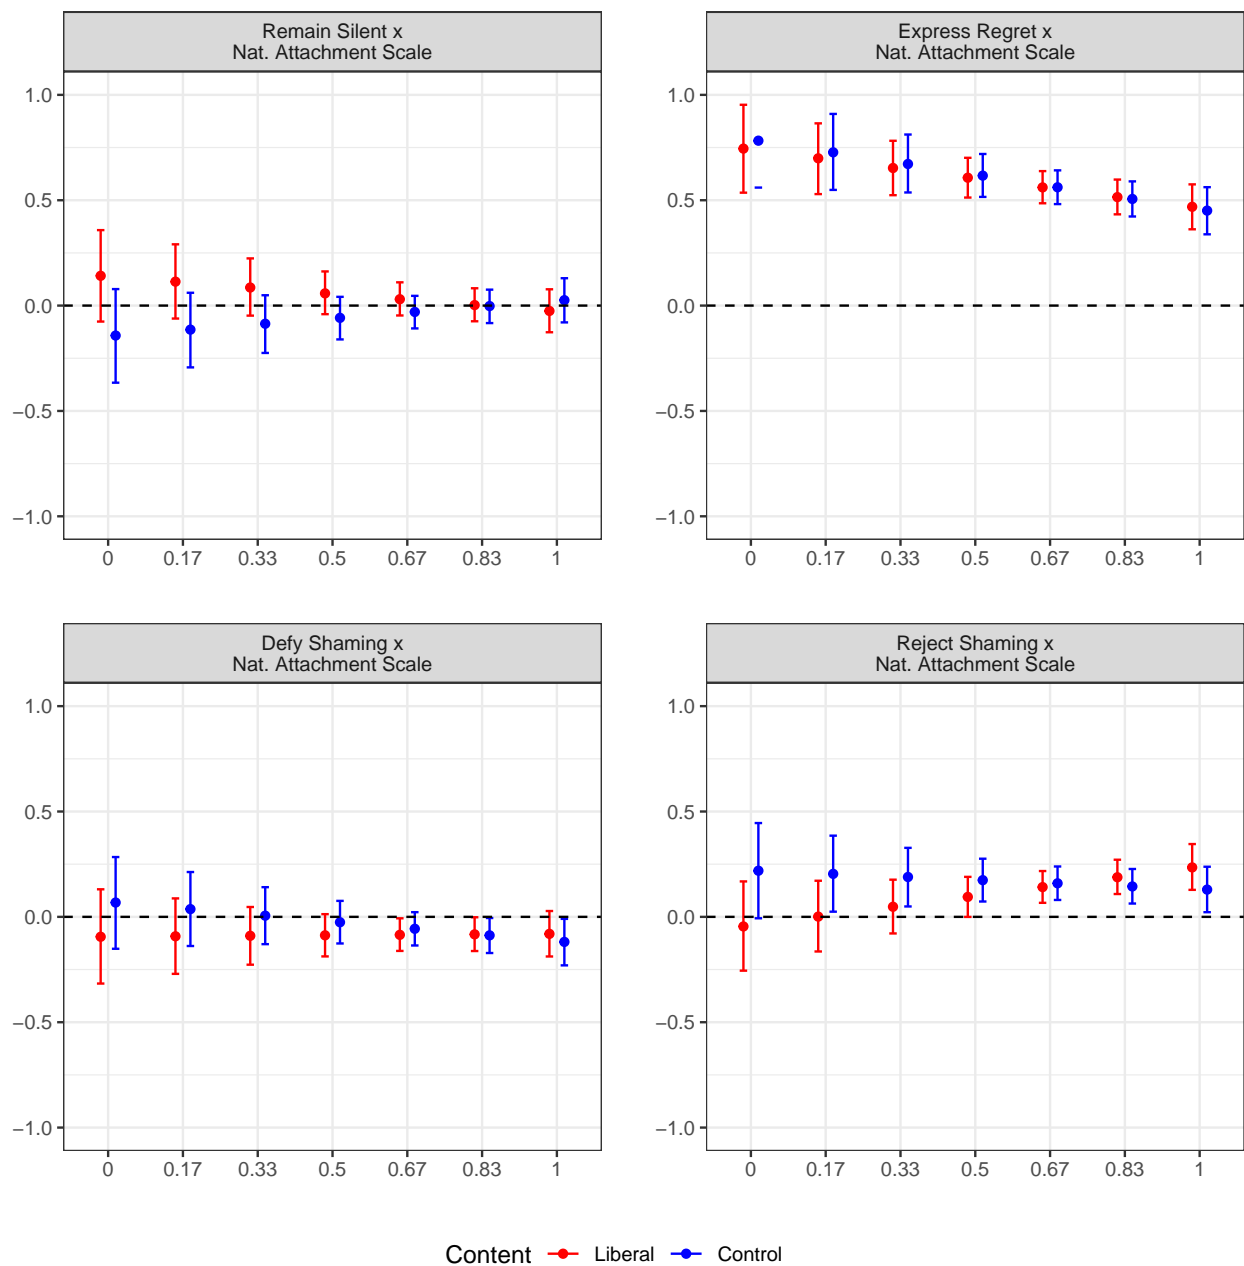 Remain Silent x
Nat. Attachment Scale
1.0
0.5
0.0
−0.5
−1.0
0 0.17 0.33 0.5 0.67 0.83 1
Express Regret x
Nat. Attachment Scale
1.0
0.5
0.0
−0.5
−1.0
0 0.17 0.33 0.5 0.67 0.83 1
Defy Shaming x
Nat. Attachment Scale
1.0
0.5
0.0
−0.5
−1.0
0 0.17 0.33 0.5 0.67 0.83 1
Reject Shaming x
Nat. Attachment Scale
1.0
0.5
0.0
−0.5
−1.0
0 0.17 0.33 0.5 0.67 0.83 1
Content Liberal Control